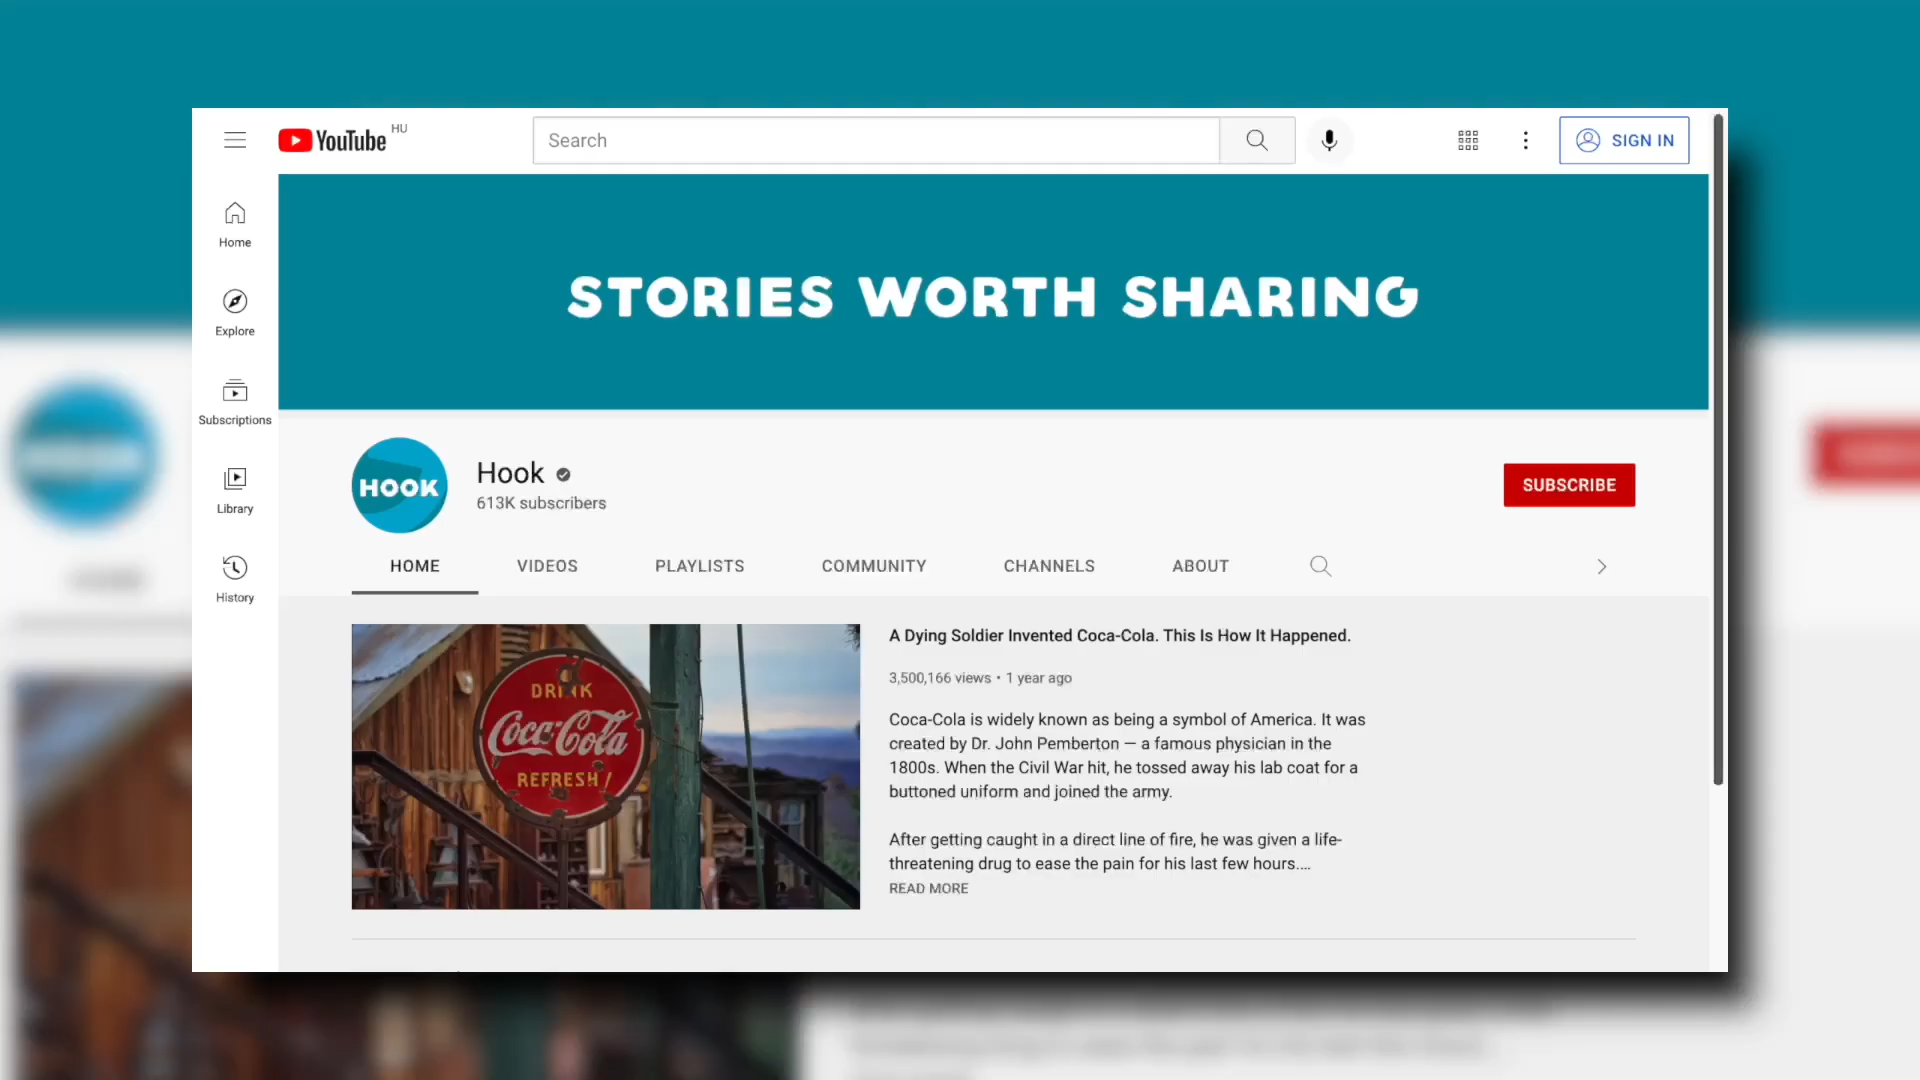 YouTube HU
Search
SIGN IN
Home
Explore
Subscriptions
Library
History
STORIES WORTH SHARING
HOOK
Hook
613K subscribers
SUBSCRIBE
HOME VIDEOS PLAYLISTS COMMUNITY CHANNELS ABOUT
DRINK
Coca-Cola
REFRESH!
A Dying Soldier Invented Coca-Cola. This Is How It Happened.
3,500,166 views • 1 year ago
Coca-Cola is widely known as being a symbol of America. It was
created by Dr. John Pemberton — a famous physician in the
1800s. When the Civil War hit, he tossed away his lab coat for a
buttoned uniform and joined the army.
After getting caught in a direct line of fire, he was given a life-
threatening drug to ease the pain for his last few hours....
READ MORE